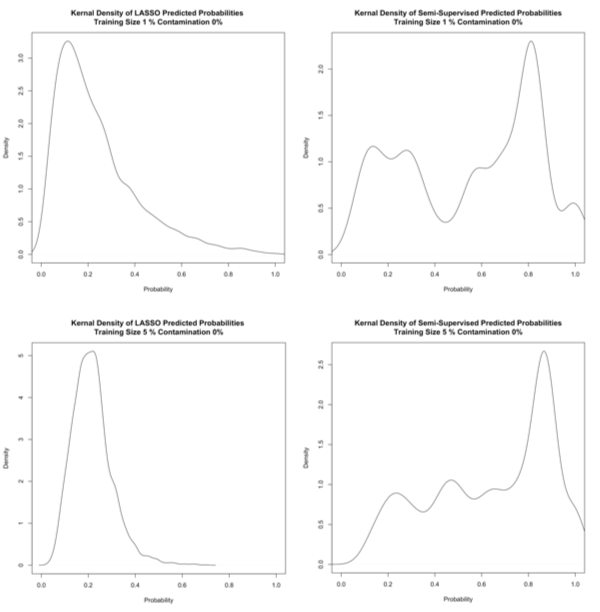 Kernal Density of LASSO Predicted Probabilities
Training Size 1 % Contamination 0%
Density
0.0 0.5 1.0 1.5 2.0 2.5 3.0
0.0 0.2 0.4 0.6 0.8 1.0
Probability
Kernal Density of Semi-Supervised Predicted Probabilities
Training Size 1 % Contamination 0%
Density
0.0 0.5 1.0 1.5 2.0
0.0 0.2 0.4 0.6 0.8 1.0
Probability
Kernal Density of LASSO Predicted Probabilities
Training Size 5 % Contamination 0%
Density
0 1 2 3 4 5
0.0 0.2 0.4 0.6 0.8 1.0
Probability
Kernal Density of Semi-Supervised Predicted Probabilities
Training Size 5 % Contamination 0%
Density
0.0 0.5 1.0 1.5 2.0 2.5
0.0 0.2 0.4 0.6 0.8 1.0
Probability